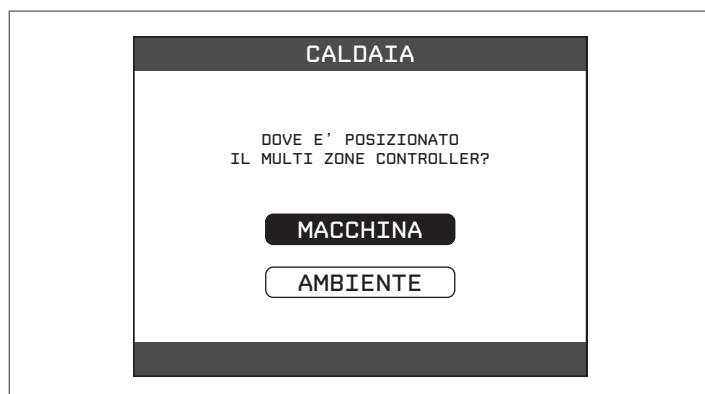 CALDAIA
DOVE E' POSIZIONATO
IL MULTI ZONE CONTROLLER?
MACCHINA
AMBIENTE